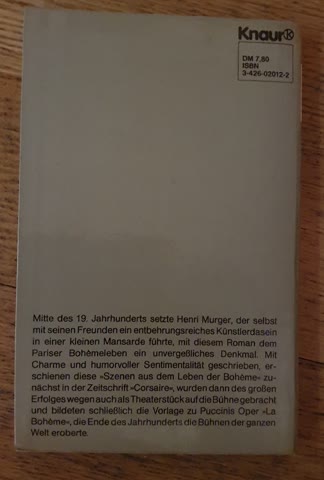 Knaur K
DM 7,80
ISBN
3-426-02012-2
Mitte des 19. Jahrhunderts setzte Henri Murger, der selbst
mit seinen Freunden ein entbehrungsreiches Künstlerdasein
in einer kleinen Mansarde führte, mit diesem Roman dem
Pariser Bohèmeleben ein unvergeßliches Denkmal. Mit
Charme und humorvoller Sentimentalität geschrieben, er-
schienen diese »Szenen aus dem Leben der Bohème« zu-
nächst in der Zeitschrift »Corsaire«, wurden dann des großen
Erfolges wegen auch als Theaterstück auf die Bühne gebracht
und bildeten schließlich die Vorlage zu Puccinis Oper »La
Bohème«, die Ende des Jahrhunderts die Bühnen der ganzen
Welt eroberte.